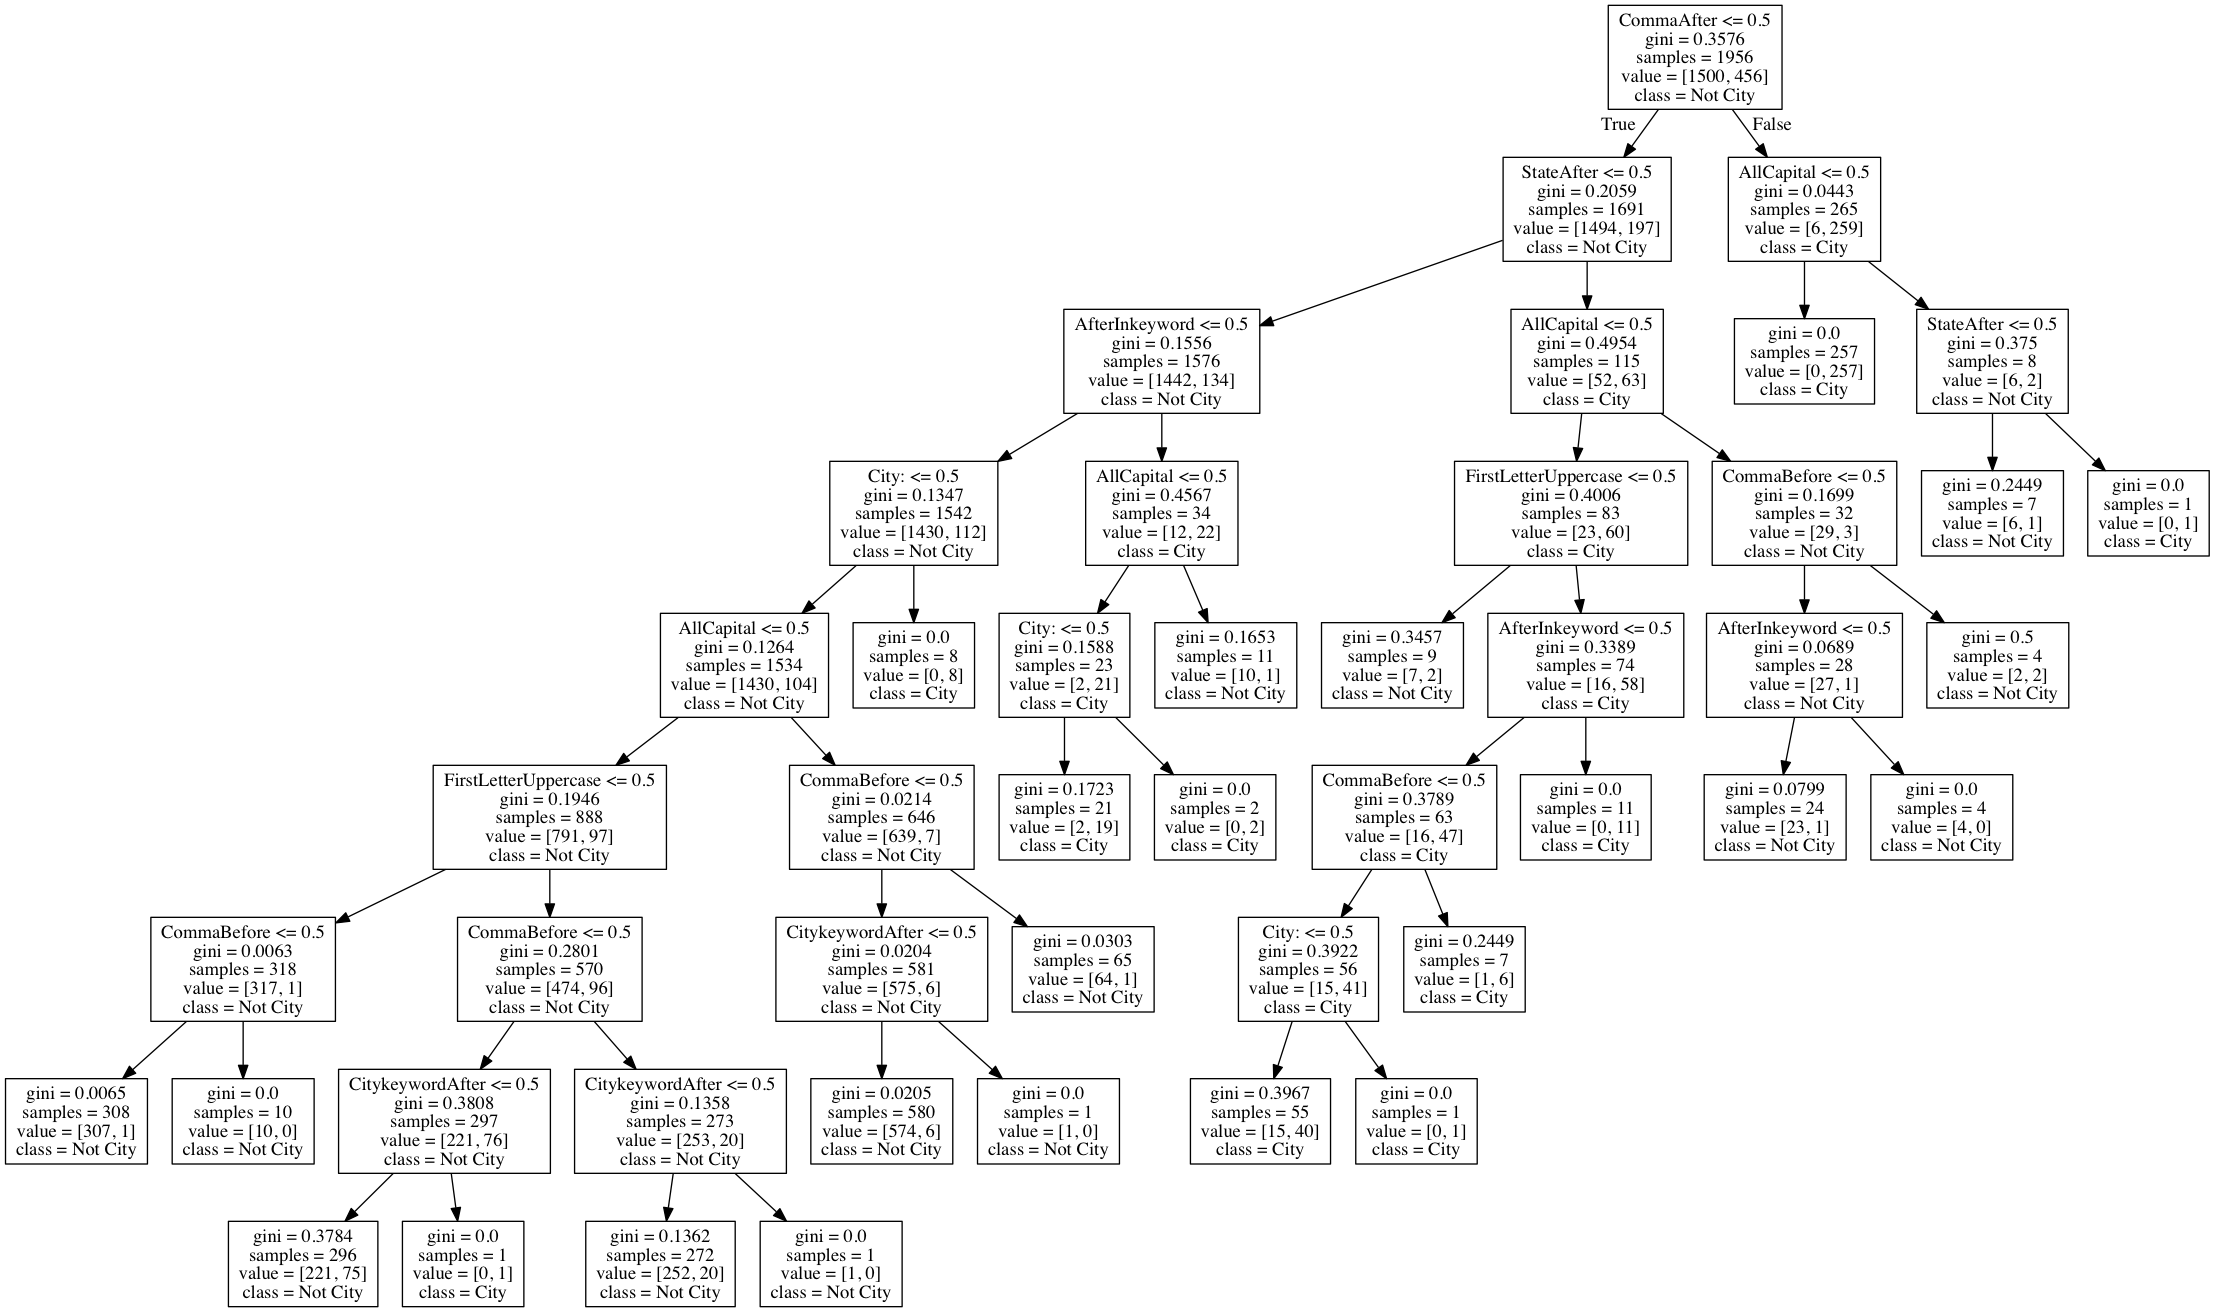 CommaAfter <= 0.5
gini = 0.3576
samples = 1956
value = [1500, 456]
class = Not City
True
False
StateAfter <= 0.5
gini = 0.2059
samples = 1691
value = [1494, 197]
class = Not City
AllCapital <= 0.5
gini = 0.0443
samples = 265
value = [6, 259]
class = City
AfterInkeyword <= 0.5
gini = 0.1556
samples = 1576
value = [1442, 134]
class = Not City
AllCapital <= 0.5
gini = 0.4954
samples = 115
value = [52, 63]
class = City
gini = 0.0
samples = 257
value = [0, 257]
class = City
StateAfter <= 0.5
gini = 0.375
samples = 8
value = [6, 2]
class = Not City
City: <= 0.5
gini = 0.1347
samples = 1542
value = [1430, 112]
class = Not City
AllCapital <= 0.5
gini = 0.4567
samples = 34
value = [12, 22]
class = City
FirstLetterUppercase <= 0.5
gini = 0.4006
samples = 83
value = [23, 60]
class = City
CommaBefore <= 0.5
gini = 0.1699
samples = 32
value = [29, 3]
class = Not City
gini = 0.2449
samples = 7
value = [6, 1]
class = Not City
gini = 0.0
samples = 1
value = [0, 1]
class = City
AllCapital <= 0.5
gini = 0.1264
samples = 1534
value = [1430, 104]
class = Not City
gini = 0.0
samples = 8
value = [0, 8]
class = City
City: <= 0.5
gini = 0.1588
samples = 23
value = [2, 21]
class = City
gini = 0.1653
samples = 11
value = [10, 1]
class = Not City
gini = 0.3457
samples = 9
value = [7, 2]
class = Not City
AfterInkeyword <= 0.5
gini = 0.3389
samples = 74
value = [16, 58]
class = City
AfterInkeyword <= 0.5
gini = 0.0689
samples = 28
value = [27, 1]
class = Not City
gini = 0.5
samples = 4
value = [2, 2]
class = Not City
FirstLetterUppercase <= 0.5
gini = 0.1946
samples = 888
value = [791, 97]
class = Not City
CommaBefore <= 0.5
gini = 0.0214
samples = 646
value = [639, 7]
class = Not City
gini = 0.1723
samples = 21
value = [2, 19]
class = City
gini = 0.0
samples = 2
value = [0, 2]
class = City
CommaBefore <= 0.5
gini = 0.3789
samples = 63
value = [16, 47]
class = City
gini = 0.0
samples = 11
value = [0, 11]
class = City
gini = 0.0799
samples = 24
value = [23, 1]
class = Not City
gini = 0.0
samples = 4
value = [4, 0]
class = Not City
CommaBefore <= 0.5
gini = 0.0063
samples = 318
value = [317, 1]
class = Not City
CommaBefore <= 0.5
gini = 0.2801
samples = 570
value = [474, 96]
class = Not City
CitykeywordAfter <= 0.5
gini = 0.0204
samples = 581
value = [575, 6]
class = Not City
gini = 0.0303
samples = 65
value = [64, 1]
class = Not City
City: <= 0.5
gini = 0.3922
samples = 56
value = [15, 41]
class = City
gini = 0.2449
samples = 7
value = [1, 6]
class = City
gini = 0.0065
samples = 308
value = [307, 1]
class = Not City
gini = 0.0
samples = 10
value = [10, 0]
class = Not City
CitykeywordAfter <= 0.5
gini = 0.3808
samples = 297
value = [221, 76]
class = Not City
CitykeywordAfter <= 0.5
gini = 0.1358
samples = 273
value = [253, 20]
class = Not City
gini = 0.0205
samples = 580
value = [574, 6]
class = Not City
gini = 0.0
samples = 1
value = [1, 0]
class = Not City
gini = 0.3967
samples = 55
value = [15, 40]
class = City
gini = 0.0
samples = 1
value = [0, 1]
class = City
gini = 0.3784
samples = 296
value = [221, 75]
class = Not City
gini = 0.0
samples = 1
value = [0, 1]
class = City
gini = 0.1362
samples = 272
value = [252, 20]
class = Not City
gini = 0.0
samples = 1
value = [1, 0]
class = Not City